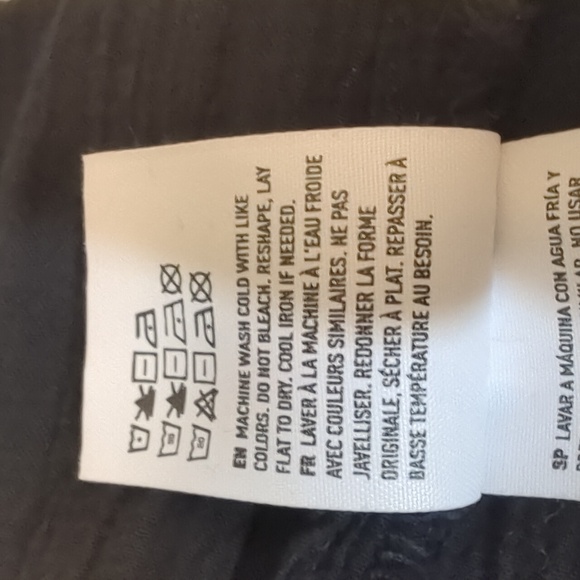 EN MACHINE WASH COLD WITH LIKE
COLORS. DO NOT BLEACH. RESHAPE, LAY
FLAT TO DRY. COOL IRON IF NEEDED.
FR LAVER À LA MACHINE À L'EAU FROIDE
AVEC COULEURS SIMILAIRES. NE PAS
JAVELLISER. REDONNER LA FORME
ORIGINALE, SÉCHER À PLAT. REPASSER À
BASSE TEMPÉRATURE AU BESOIN.
SP LAVAR A MÁQUINA CON AGUA FRÍA Y
NO USAR